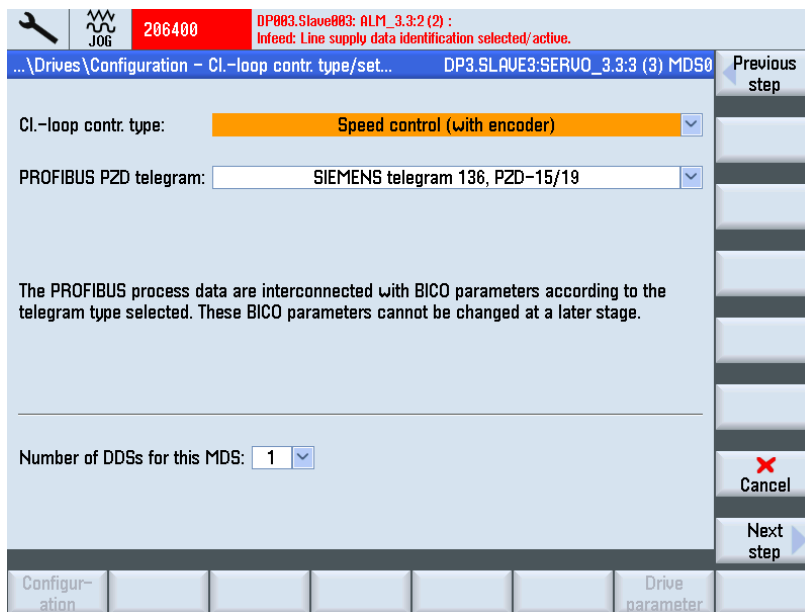 JOG
206400
DP003.Slave003: ALM_3.3:2 (2) :
Infeed: Line supply data identification selected/active.
...\Drives\Configuration - Cl.-loop contr. type/set...
DP3.SLAVE3:SERVO_3.3:3 (3) MDS0
Previous
step
Cl.-loop contr. type:
Speed control (with encoder)
PROFIBUS PZD telegram:
SIEMENS telegram 136, PZD-15/19
The PROFIBUS process data are interconnected with BICO parameters according to the
telegram type selected. These BICO parameters cannot be changed at a later stage.
Number of DDSs for this MDS:
1
Cancel
Next
step
Configur-
ation
Drive
parameter